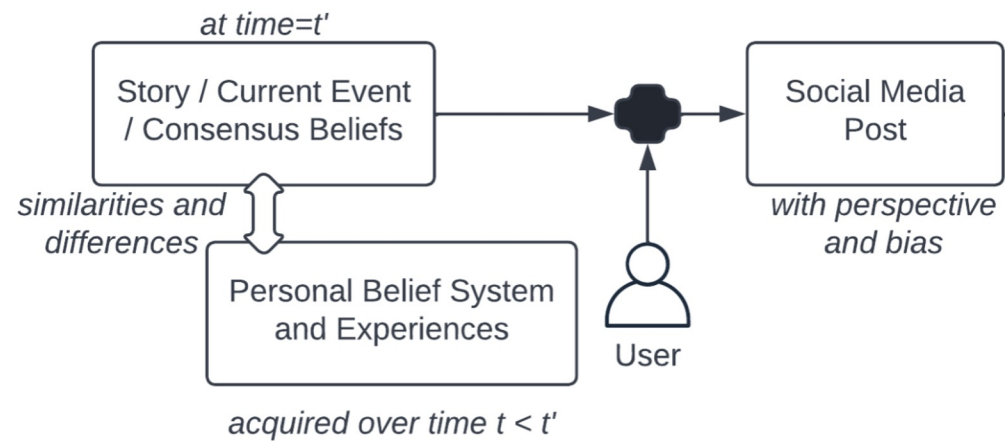 at time=t'
Story / Current Event
/ Consensus Beliefs
Social Media
Post
similarities and
differences
with perspective
and bias
Personal Belief System
and Experiences
User
acquired over time t < t'